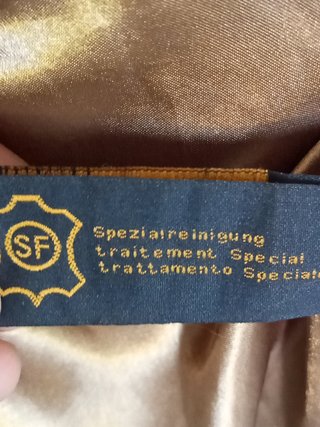 SF
Spezialreinigung
traitement Special
trattamento Speciale